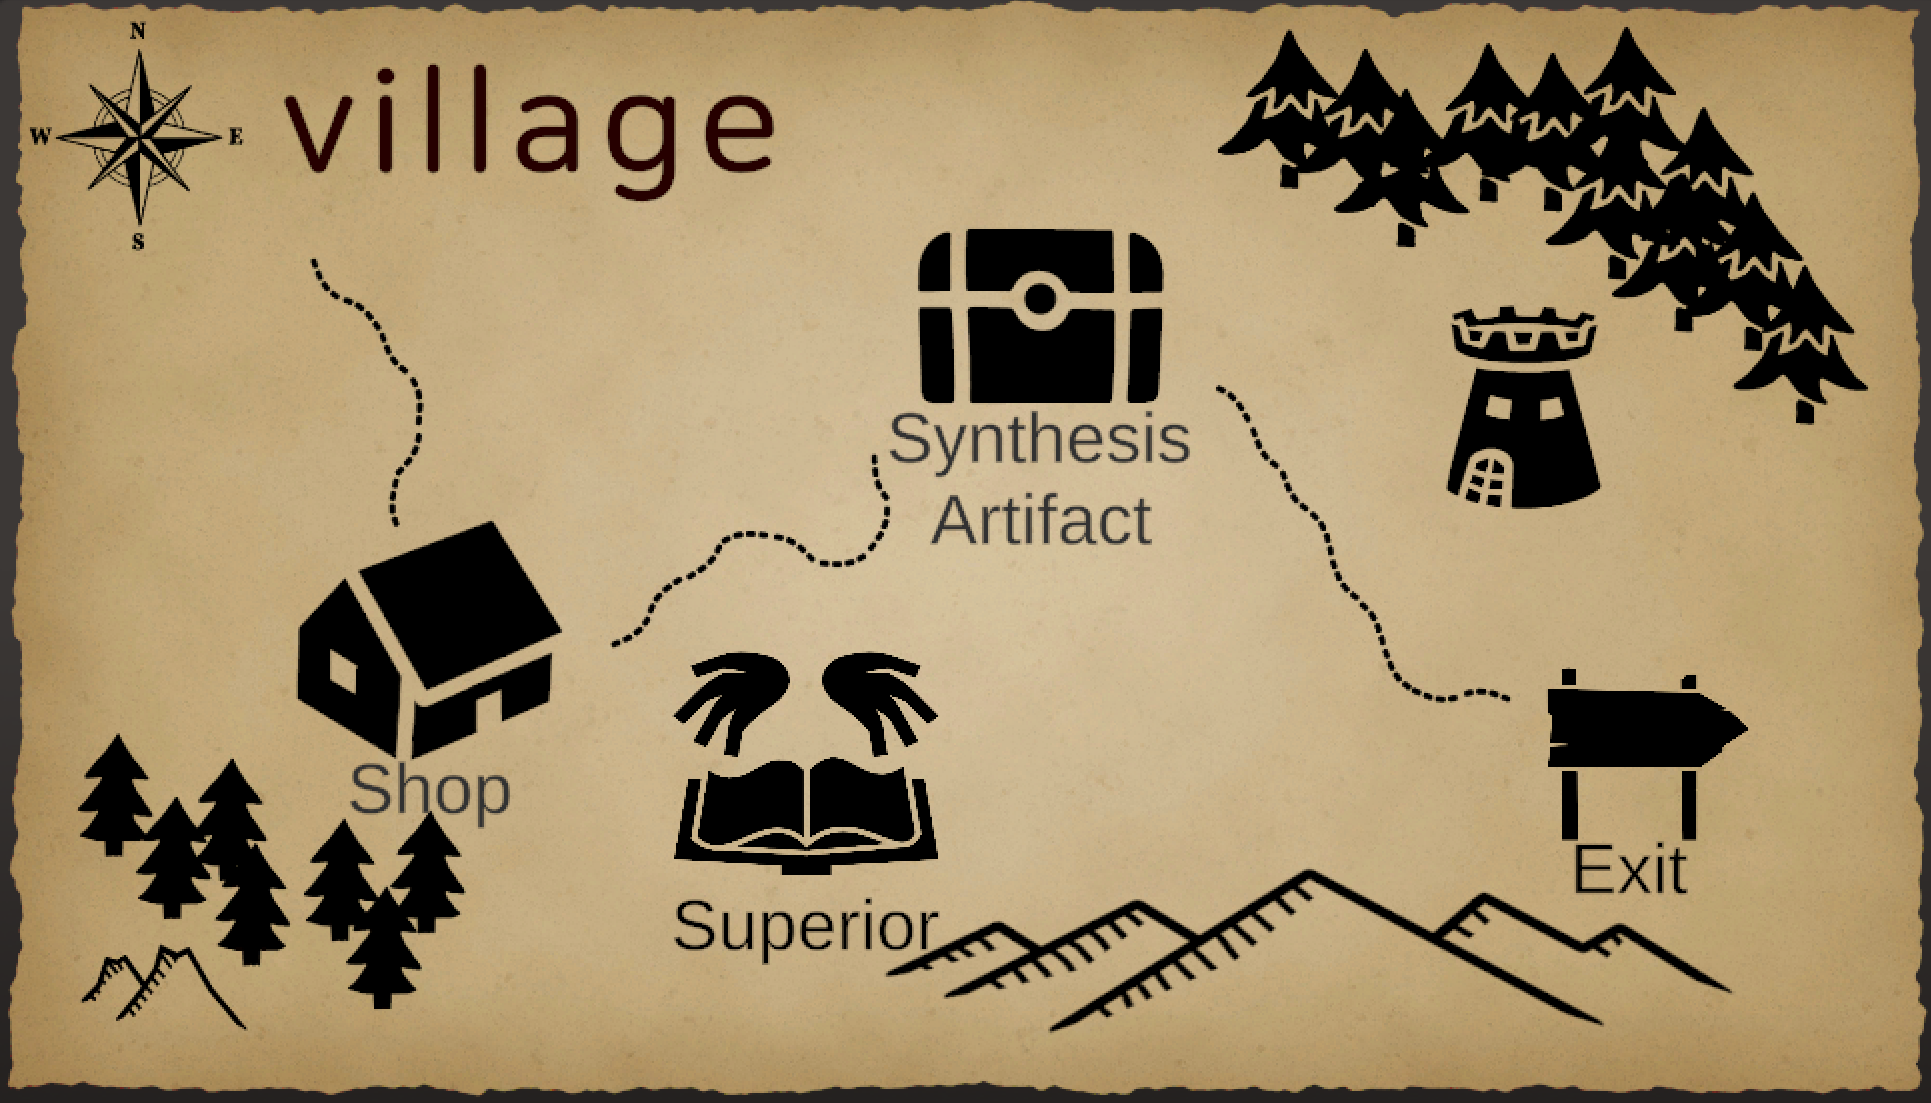 N
W E
S
village
Synthesis
Artifact
Shop
Superior
Exit